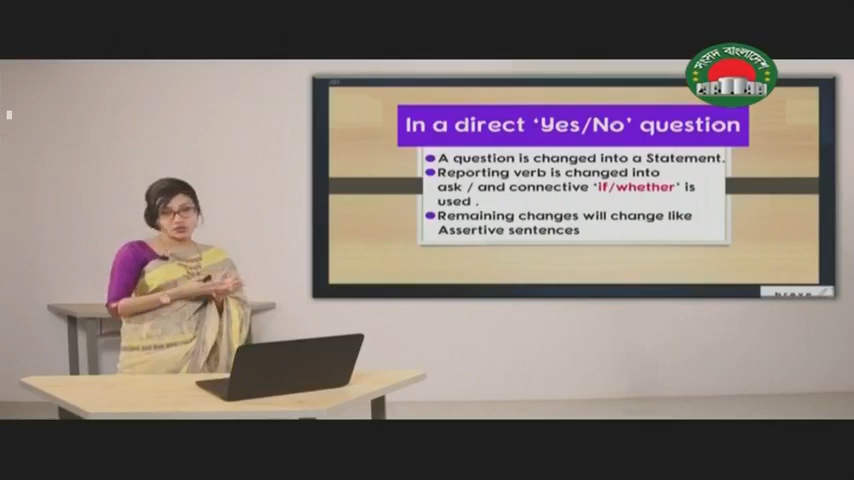 সংসদ বাংলাদেশ
In a direct ‘Yes/No’ question
A question is changed into a Statement.
Reporting verb is changed into
ask / and connective ‘if/whether’ is
used .
Remaining changes will change like
Assertive sentences